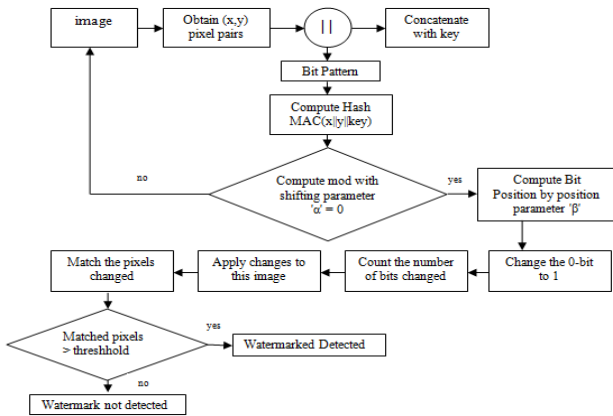 image
Obtain (x,y)
pixel pairs
||
Concatenate
with key
Bit Pattern
Compute Hash
MAC(x||y||key)
no
Compute mod with
shifting parameter
'α' = 0
yes
Compute Bit
Position by position
parameter 'β'
Match the pixels
changed
Apply changes to
this image
Count the number
of bits changed
Change the 0-bit
to 1
Matched pixels
> threshhold
yes
Watermarked Detected
no
Watermark not detected